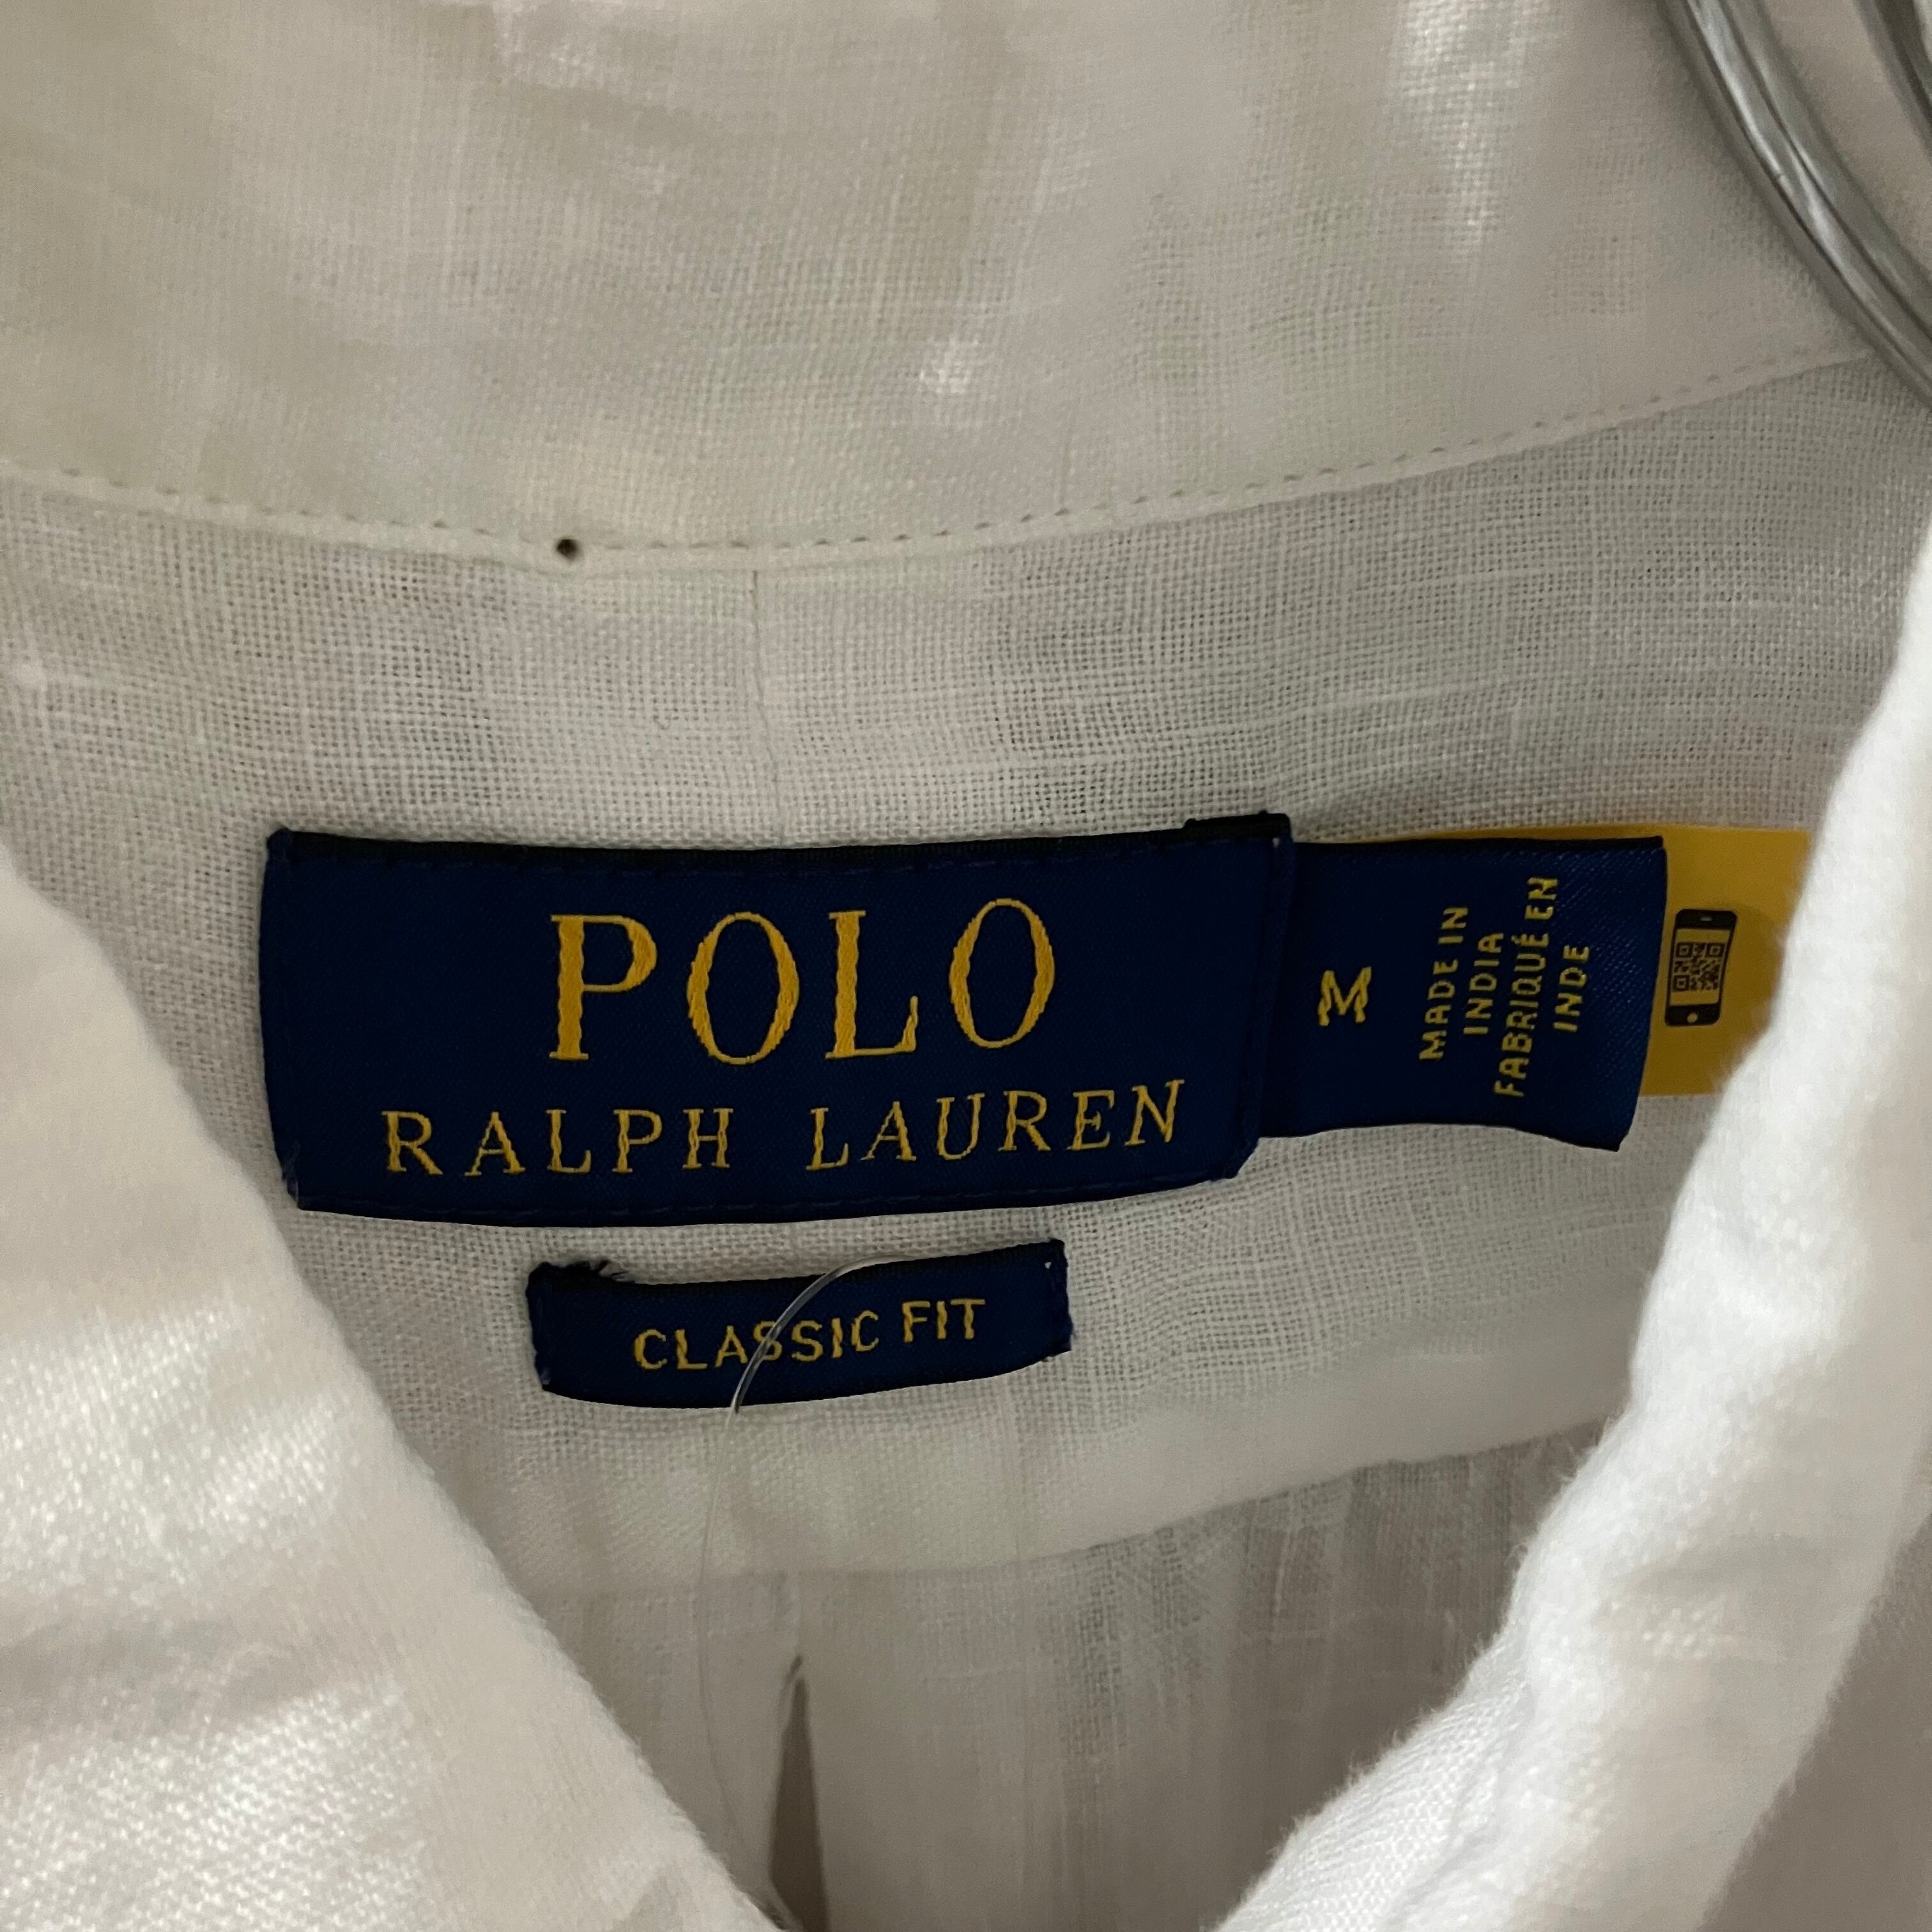 POLO
RALPH LAUREN
M
MADE IN
INDIA
FABRIQUÉ EN
INDE
CLASSIC FIT